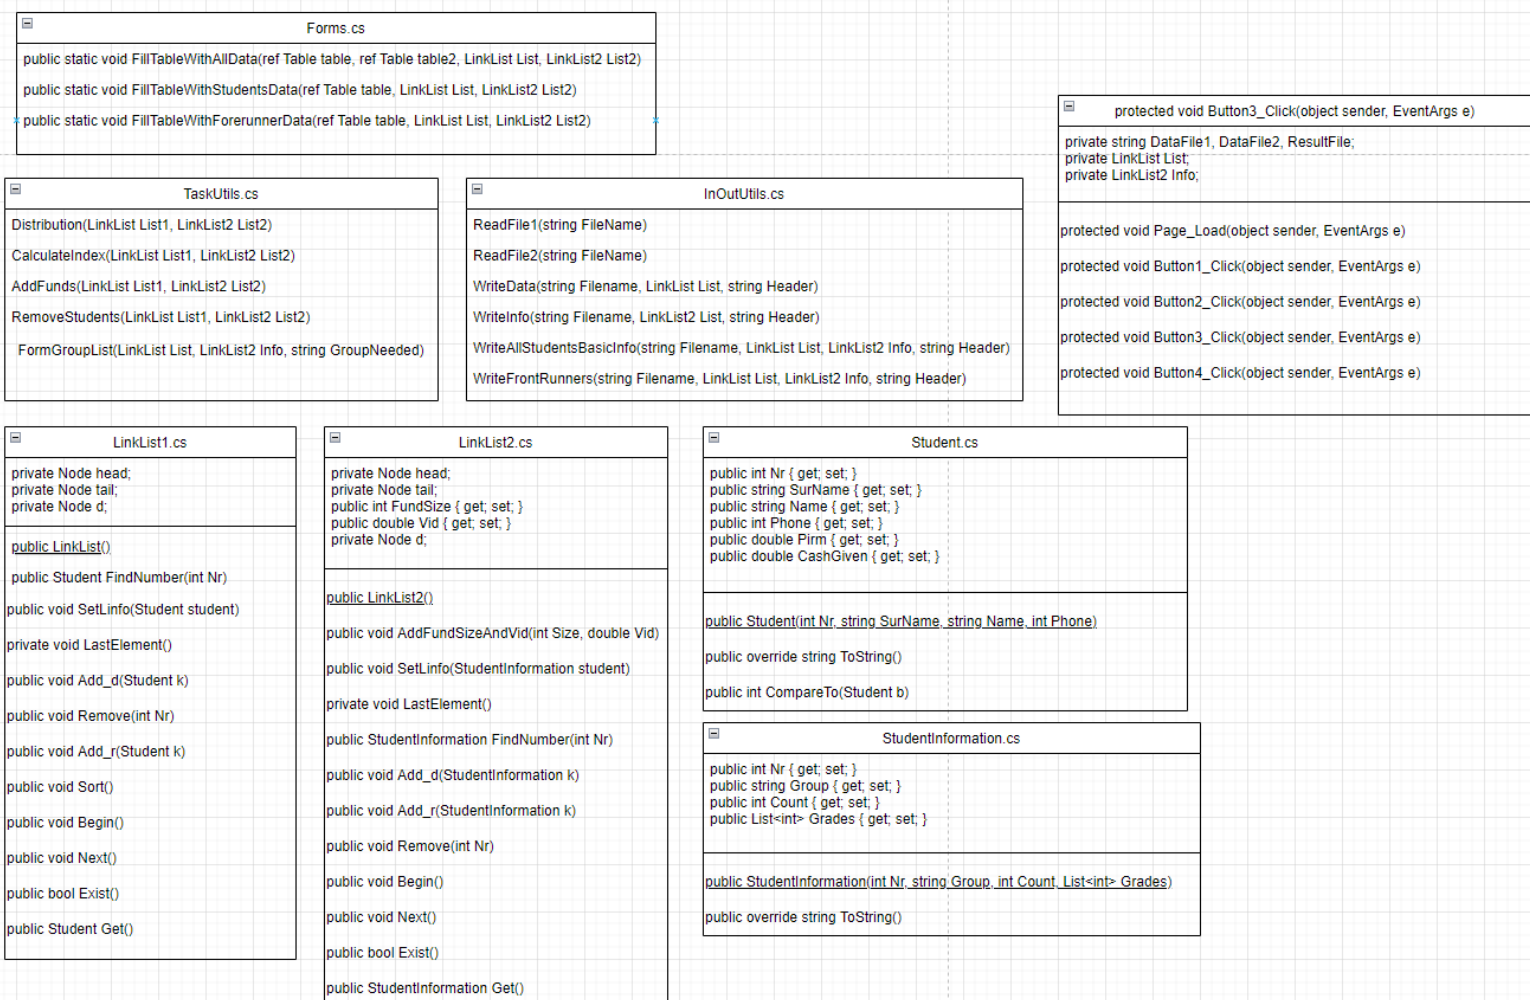 Forms.cs
public static void FillTableWithAllData(ref Table table, ref Table table2, LinkList List, LinkList2 List2)
public static void FillTableWithStudentsData(ref Table table, LinkList List, LinkList2 List2)
public static void FillTableWithForerunnerData(ref Table table, LinkList List, LinkList2 List2)
protected void Button3_Click(object sender, EventArgs e)
private string DataFile1, DataFile2, ResultFile;
private LinkList List;
private LinkList2 Info;
protected void Page_Load(object sender, EventArgs e)
protected void Button1_Click(object sender, EventArgs e)
protected void Button2_Click(object sender, EventArgs e)
protected void Button3_Click(object sender, EventArgs e)
protected void Button4_Click(object sender, EventArgs e)
TaskUtils.cs
Distribution(LinkList List1, LinkList2 List2)
CalculateIndex(LinkList List1, LinkList2 List2)
AddFunds(LinkList List1, LinkList2 List2)
RemoveStudents(LinkList List1, LinkList2 List2)
FormGroupList(LinkList List, LinkList2 Info, string GroupNeeded)
InOutUtils.cs
ReadFile1(string FileName)
ReadFile2(string FileName)
WriteData(string Filename, LinkList List, string Header)
WriteInfo(string Filename, LinkList2 List, string Header)
WriteAllStudentsBasicInfo(string Filename, LinkList List, LinkList2 Info, string Header)
WriteFrontRunners(string Filename, LinkList List, LinkList2 Info, string Header)
LinkList1.cs
private Node head;
private Node tail;
private Node d;
public LinkList()
public Student FindNumber(int Nr)
public void SetLinfo(Student student)
private void LastElement()
public void Add_d(Student k)
public void Remove(int Nr)
public void Add_r(Student k)
public void Sort()
public void Begin()
public void Next()
public bool Exist()
public Student Get()
LinkList2.cs
private Node head;
private Node tail;
public int FundSize { get; set; }
public double Vid { get; set; }
private Node d;
public LinkList2()
public void AddFundSizeAndVid(int Size, double Vid)
public void SetLinfo(StudentInformation student)
private void LastElement()
public StudentInformation FindNumber(int Nr)
public void Add_d(StudentInformation k)
public void Add_r(StudentInformation k)
public void Remove(int Nr)
public void Begin()
public void Next()
public bool Exist()
public StudentInformation Get()
Student.cs
public int Nr { get; set; }
public string SurName { get; set; }
public string Name { get; set; }
public int Phone { get; set; }
public double Pirm { get; set; }
public double CashGiven { get; set; }
public Student(int Nr, string SurName, string Name, int Phone)
public override string ToString()
public int CompareTo(Student b)
StudentInformation.cs
public int Nr { get; set; }
public string Group { get; set; }
public int Count { get; set; }
public List<int> Grades { get; set; }
public StudentInformation(int Nr, string Group, int Count, List<int> Grades)
public override string ToString()